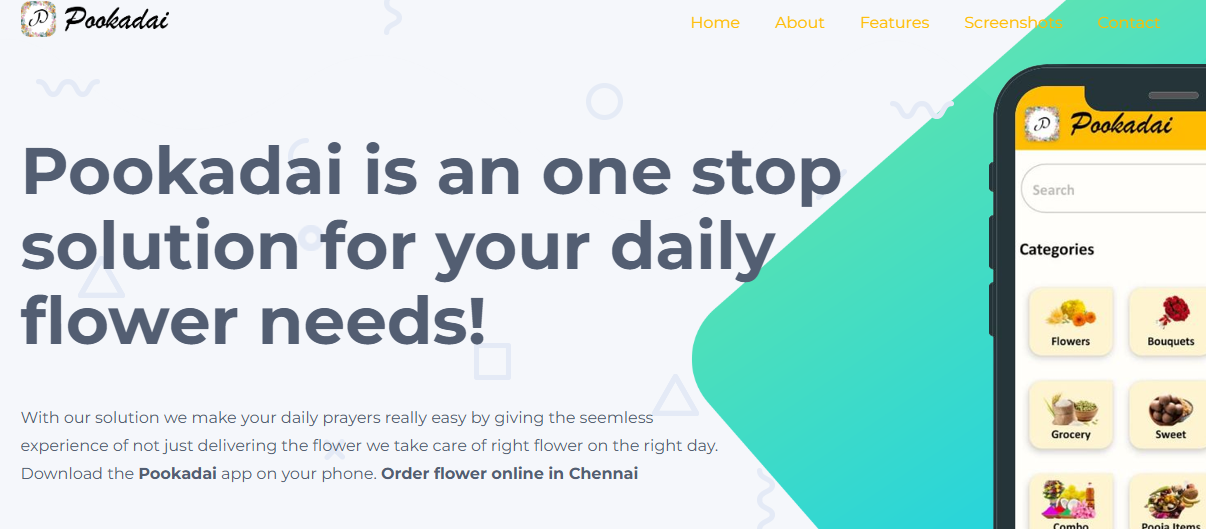 Pookadai
Home About Features Screenshots Contact
Pookadai is an one stop
solution for your daily
flower needs!
With our solution we make your daily prayers really easy by giving the seemless
experience of not just delivering the flower we take care of right flower on the right day.
Download the Pookadai app on your phone. Order flower online in Chennai
Pookadai
Search
Categories
Flowers Bouquets
Grocery Sweet
Combo Pooja Items